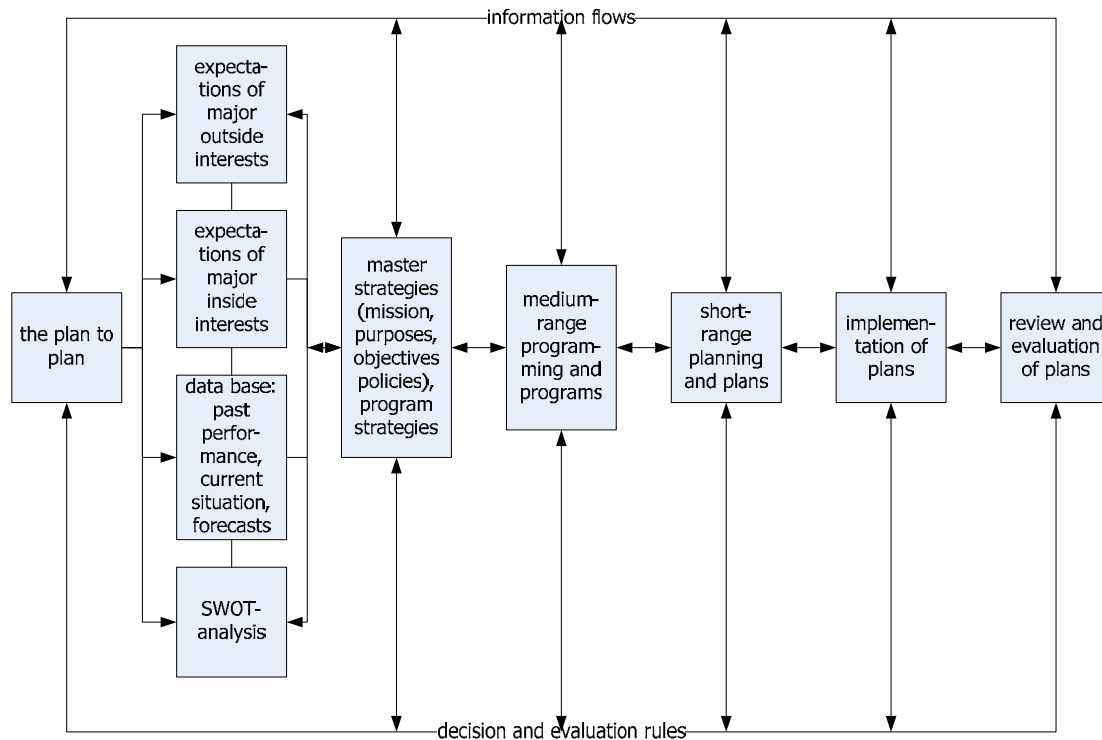 information flows
expecta-
tions of
major
outside
interests
expecta-
tions of
major
inside
interests
the plan to
plan
data base:
past
perfor-
mance,
current
situation,
forecasts
SWOT-
analysis
master
strategies
(mission,
purposes,
objectives
policies),
program
strategies
medium-
range
program-
ming and
programs
short-
range
planning
and plans
implemen-
tation of
plans
review and
evaluation
of plans
decision and evaluation rules